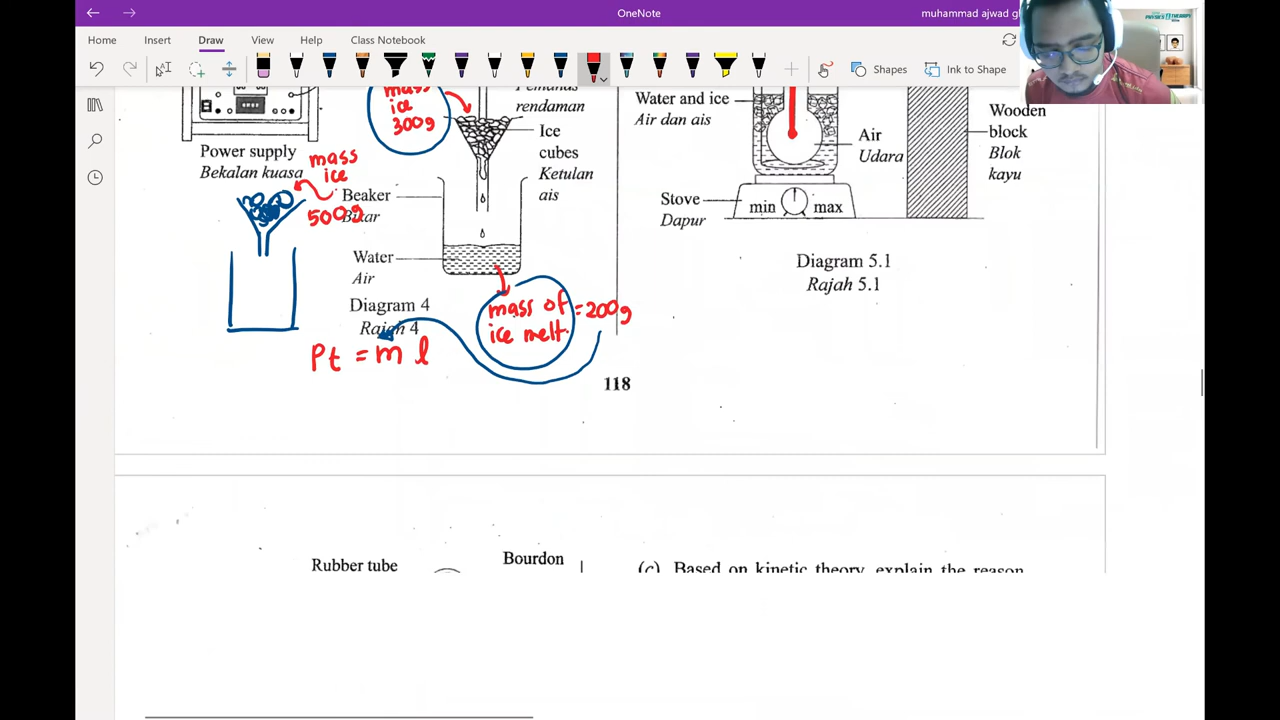 OneNote
muhammad ajwad gh
Home Insert Draw View Help Class Notebook
Shapes
Ink to Shape
mass
ice
300g
rendaman
Ice
cubes
Ketulan
ais
Power supply
Bekalan kuasa
mass
ice
500g
Beaker
Bikar
Water
Air
Diagram 4
Rajah 4
mass of
ice melt
= 200g
Pt = m l
118
Water and ice
Air dan ais
Air
Udara
Wooden
block
Blok
kayu
Stove
Dapur
min max
Diagram 5.1
Rajah 5.1
Rubber tube
Bourdon
(c) Based on kinetic theory, explain the reason